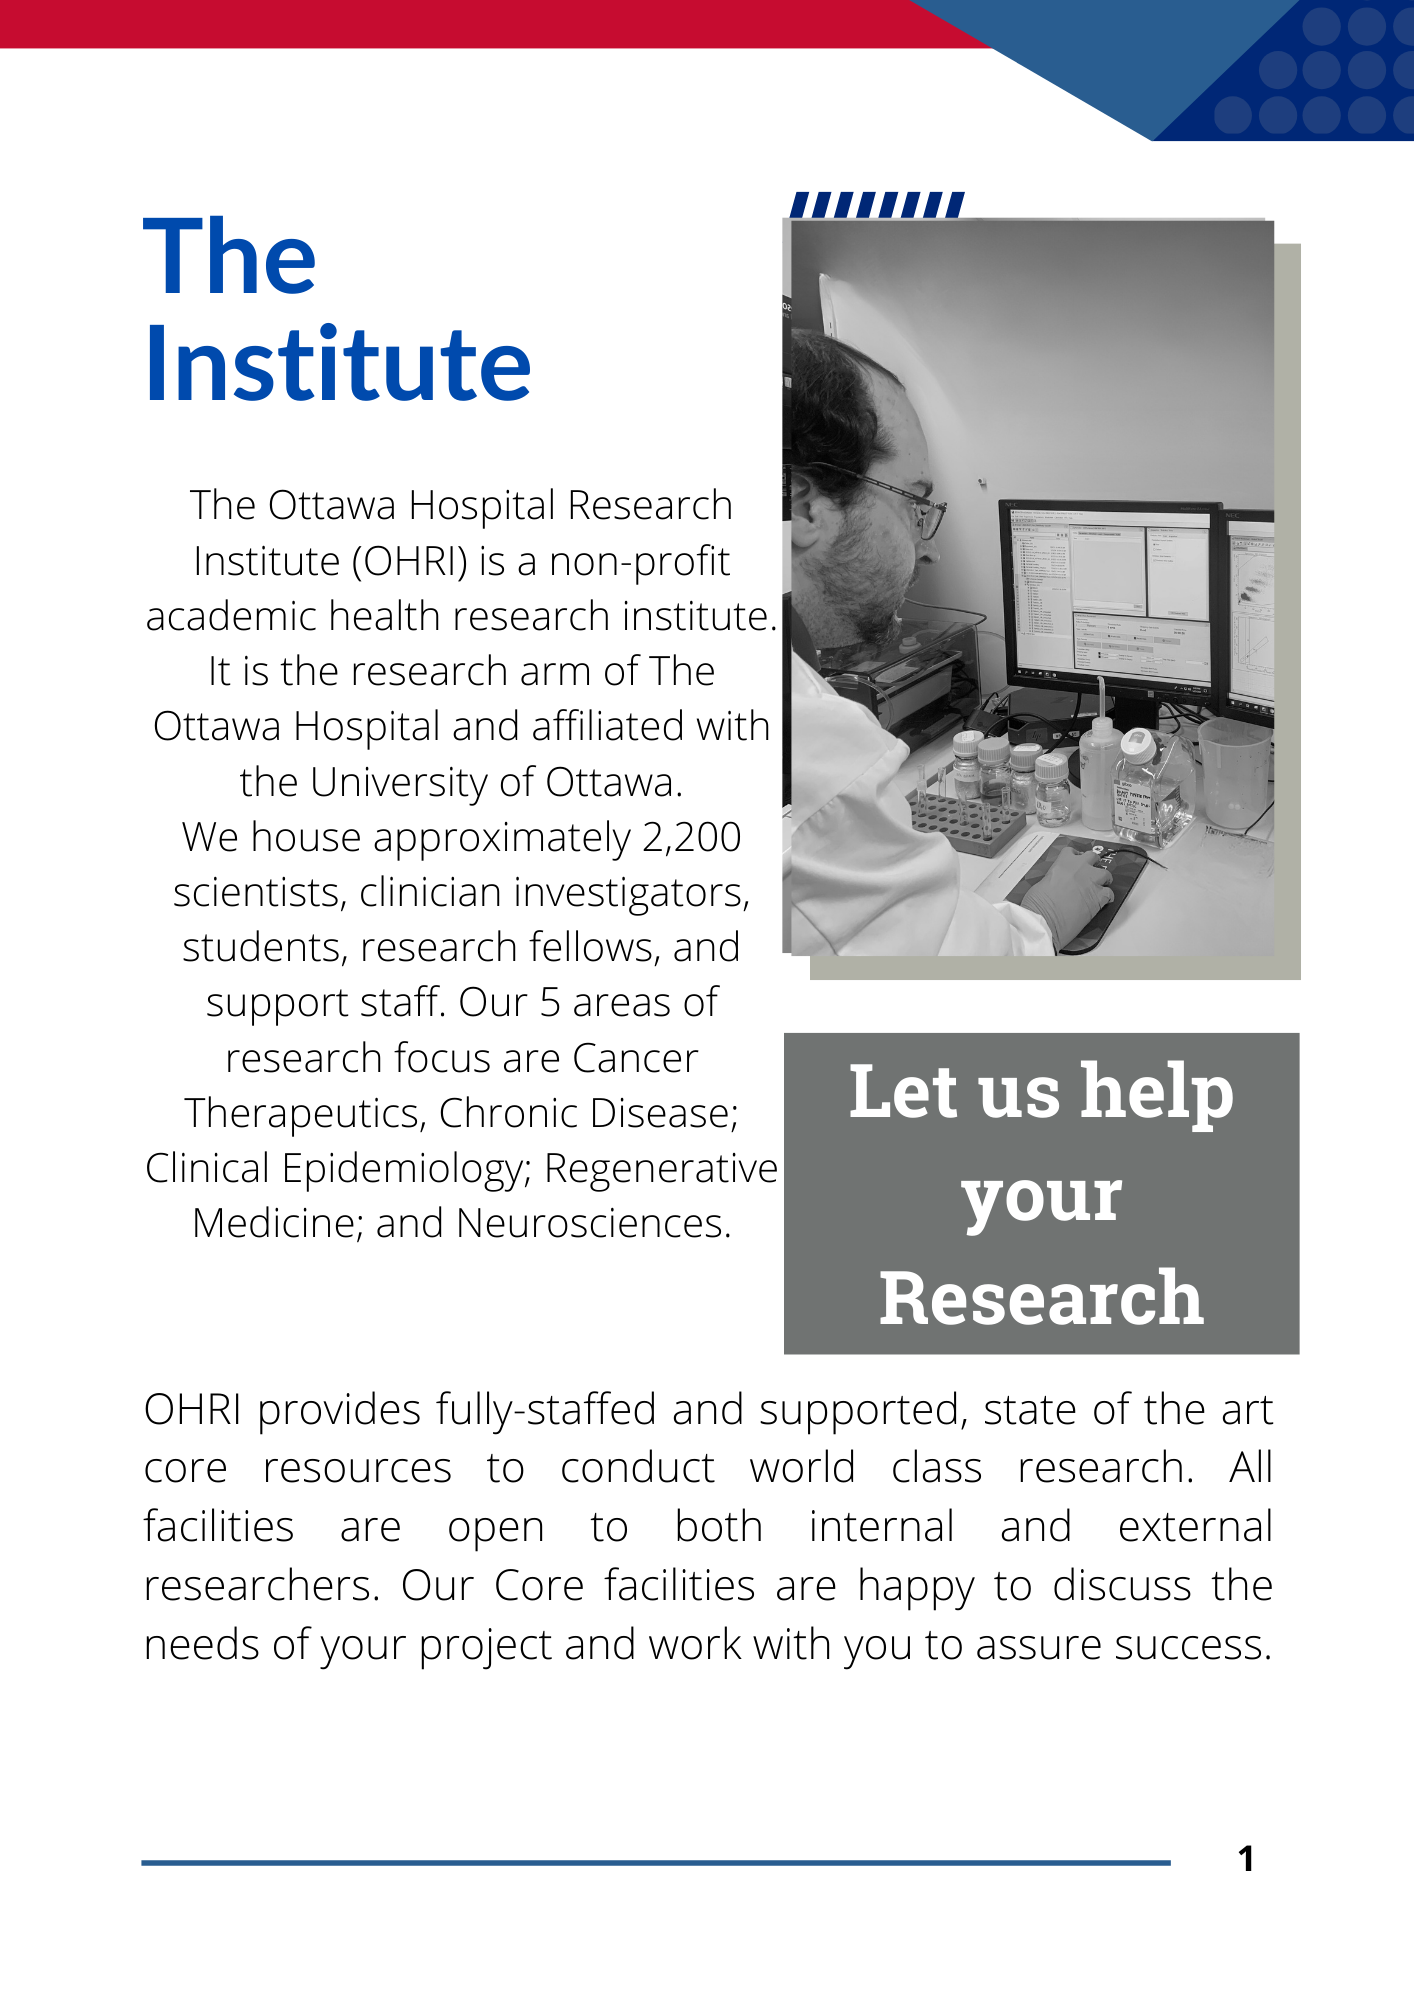 The
Institute
The Ottawa Hospital Research
Institute (OHRI) is a non-profit
academic health research institute.
It is the research arm of The
Ottawa Hospital and affiliated with
the University of Ottawa.
We house approximately 2,200
scientists, clinician investigators,
students, research fellows, and
support staff. Our 5 areas of
research focus are Cancer
Therapeutics, Chronic Disease;
Clinical Epidemiology; Regenerative
Medicine; and Neurosciences.
Let us help
your
Research
OHRI provides fully-staffed and supported, state of the art
core resources to conduct world class research. All
facilities are open to both internal and external
researchers. Our Core facilities are happy to discuss the
needs of your project and work with you to assure success.
1